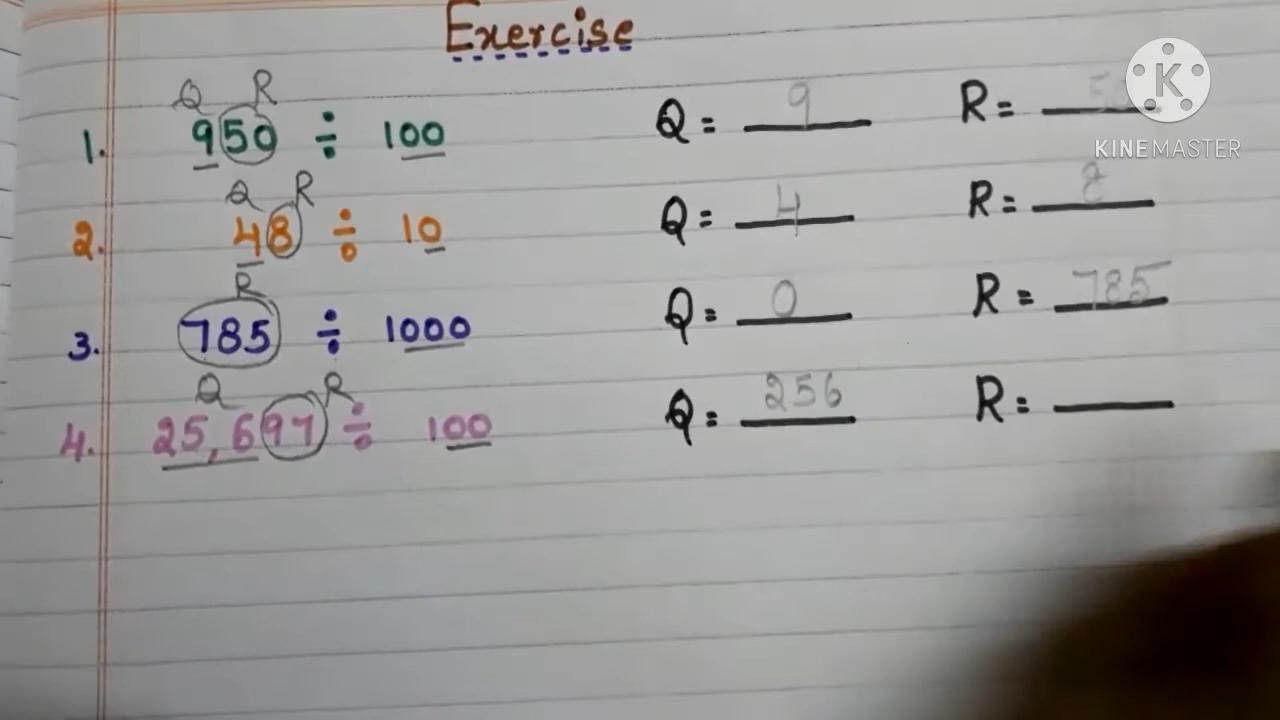 Exercise
Q R
1. 950 ÷ 100 Q = 9 R = 50
Q R
2. 48 ÷ 10 Q = 4 R = 8
R
3. 785 ÷ 1000 Q = 0 R = 785
Q R
4. 25,697 ÷ 100 Q = 256 R =
K
KINEMASTER